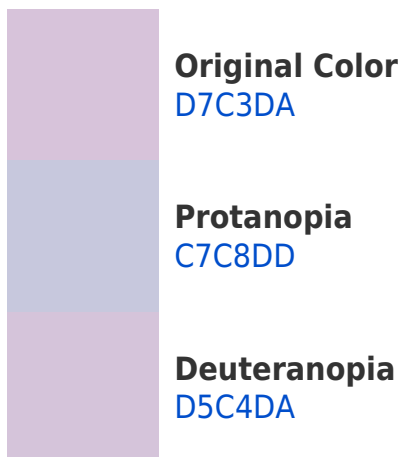 Original Color
D7C3DA
Protanopia
C7C8DD
Deuteranopia
D5C4DA